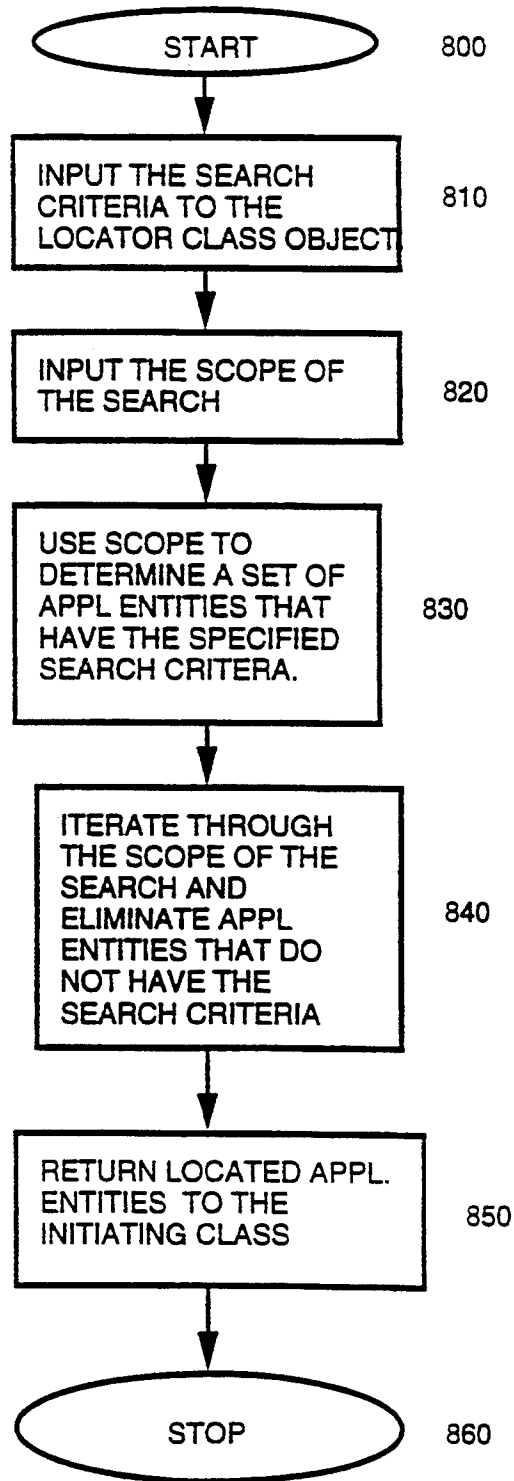 START
800
INPUT THE SEARCH
CRITERIA TO THE
LOCATOR CLASS OBJECT.
810
INPUT THE SCOPE OF
THE SEARCH
820
USE SCOPE TO
DETERMINE A SET OF
APPL ENTITIES THAT
HAVE THE SPECIFIED
SEARCH CRITERA.
830
ITERATE THROUGH
THE SCOPE OF THE
SEARCH AND
ELIMINATE APPL
ENTITIES THAT DO
NOT HAVE THE
SEARCH CRITERIA
840
RETURN LOCATED APPL.
ENTITIES TO THE
INITIATING CLASS
850
STOP
860